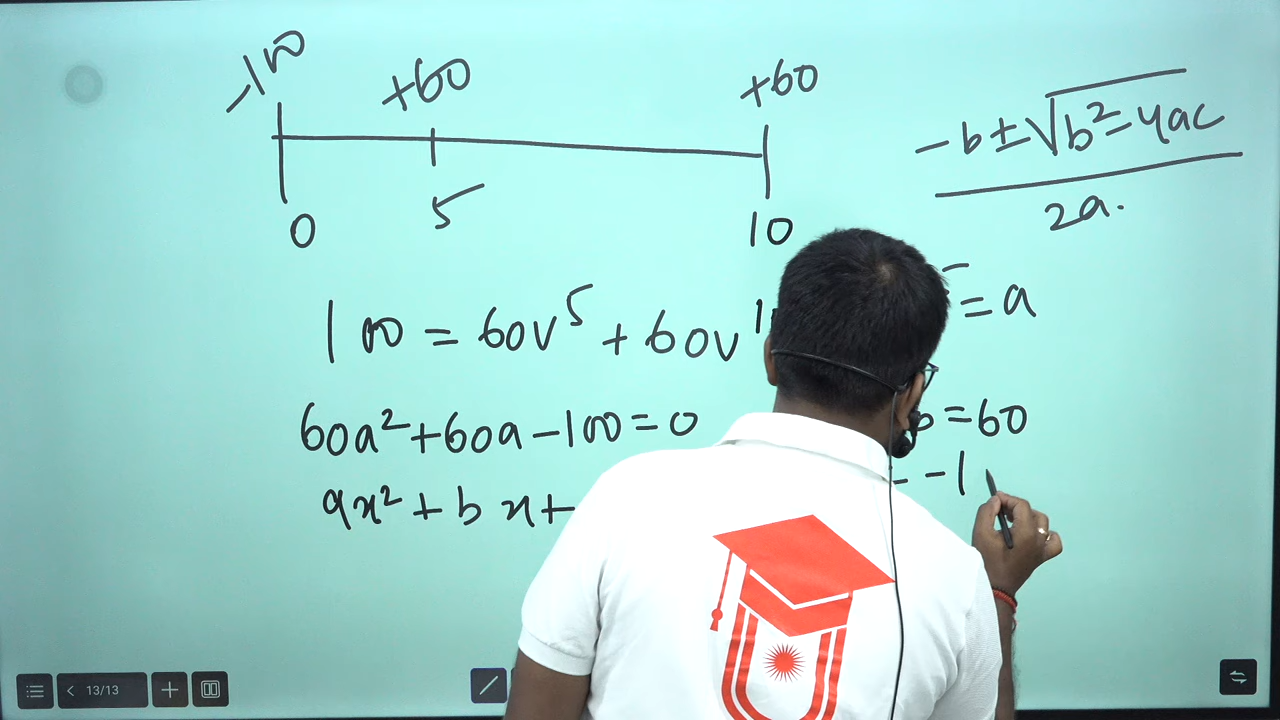 -100 +60 +60
0 5 10
-b ± √b²-4ac
2a.
100 = 60v⁵ + 60v
= a
60a² + 60a - 100 = 0
b = 60
ax² + bx +
- -1
13/13